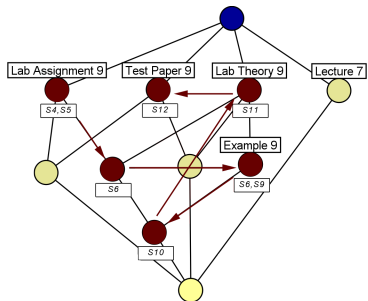 Lab Assignment 9
Test Paper 9
Lab Theory 9
Lecture 7
S4,S5
S12
S11
Example 9
S6
S6,S9
S10